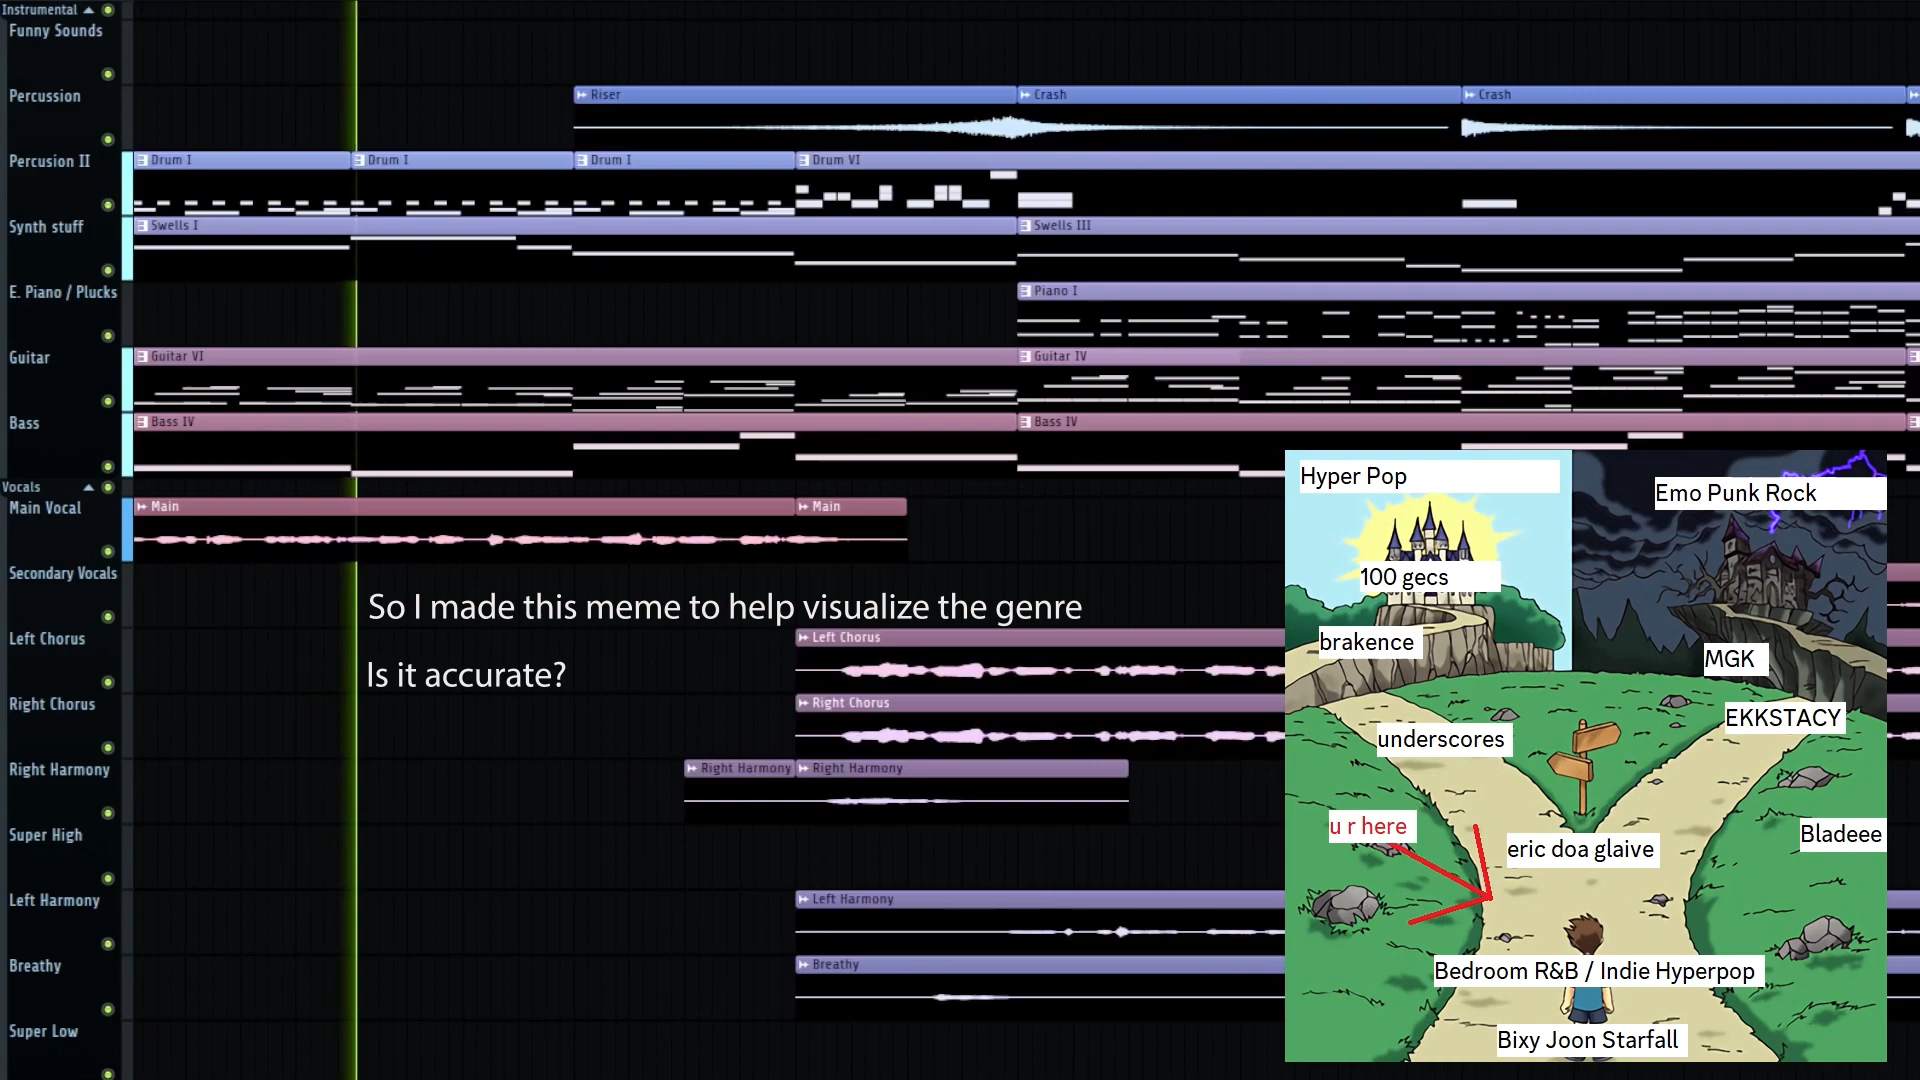 Instrumental
Funny Sounds
Percussion
Riser
Crash
Crash
Percusion II
Drum I
Drum I
Drum I
Drum VI
Synth stuff
Swells I
Swells III
E. Piano / Plucks
Piano I
Guitar
Guitar VI
Guitar IV
Bass
Bass IV
Bass IV
Vocals
Main Vocal
Main
Main
Secondary Vocals
So I made this meme to help visualize the genre
Is it accurate?
Left Chorus
Left Chorus
Right Chorus
Right Chorus
Right Harmony
Right Harmony
Right Harmony
Super High
Left Harmony
Left Harmony
Breathy
Breathy
Super Low
Hyper Pop
Emo Punk Rock
100 gecs
brakence
MGK
EKKSTACY
underscores
u r here
eric doa glaive
Bladeee
Bedroom R&B / Indie Hyperpop
Bixy Joon Starfall